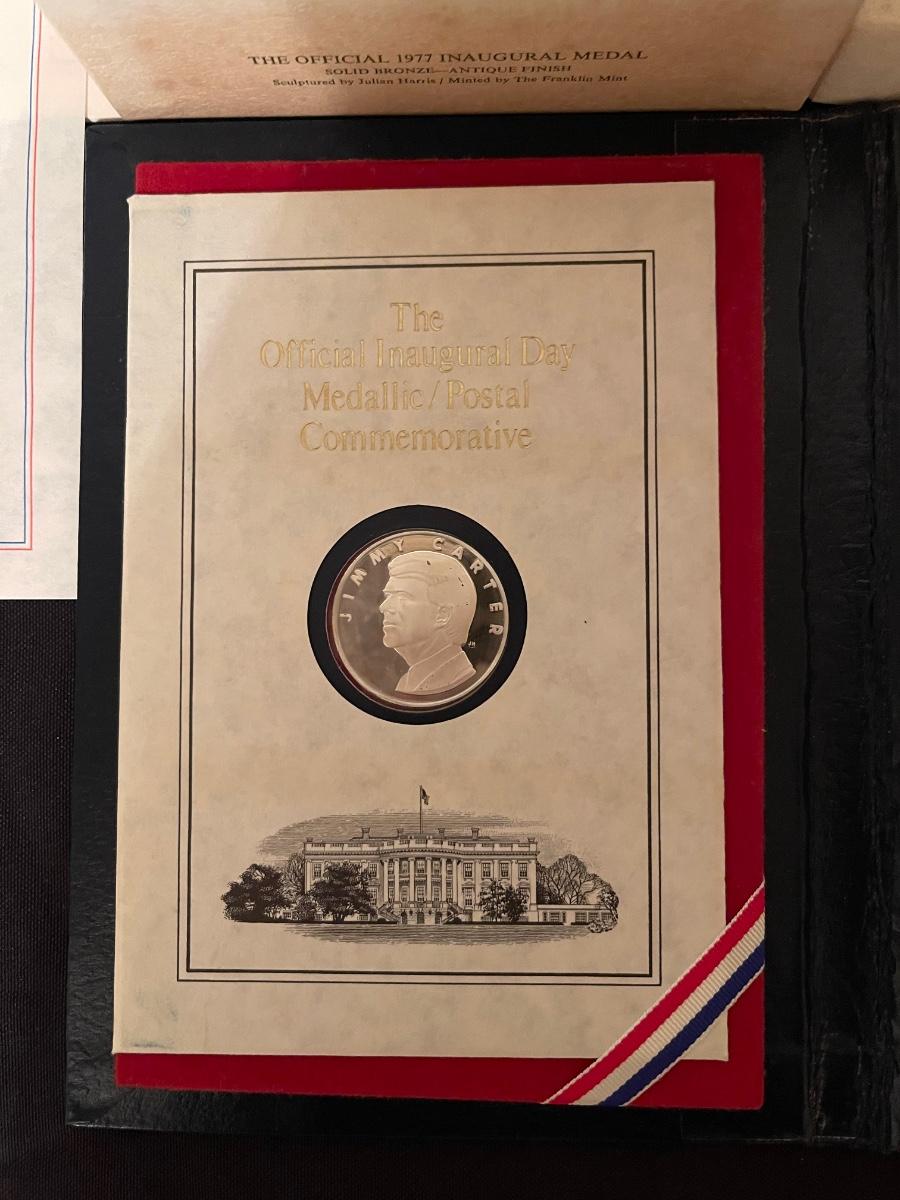 THE OFFICIAL 1977 INAUGURAL MEDAL
SOLID BRONZE—ANTIQUE FINISH
Sculptured by Julian Harris / Minted by The Franklin Mint
The
Official Inaugural Day
Medallic / Postal
Commemorative
JIMMY CARTER
JH